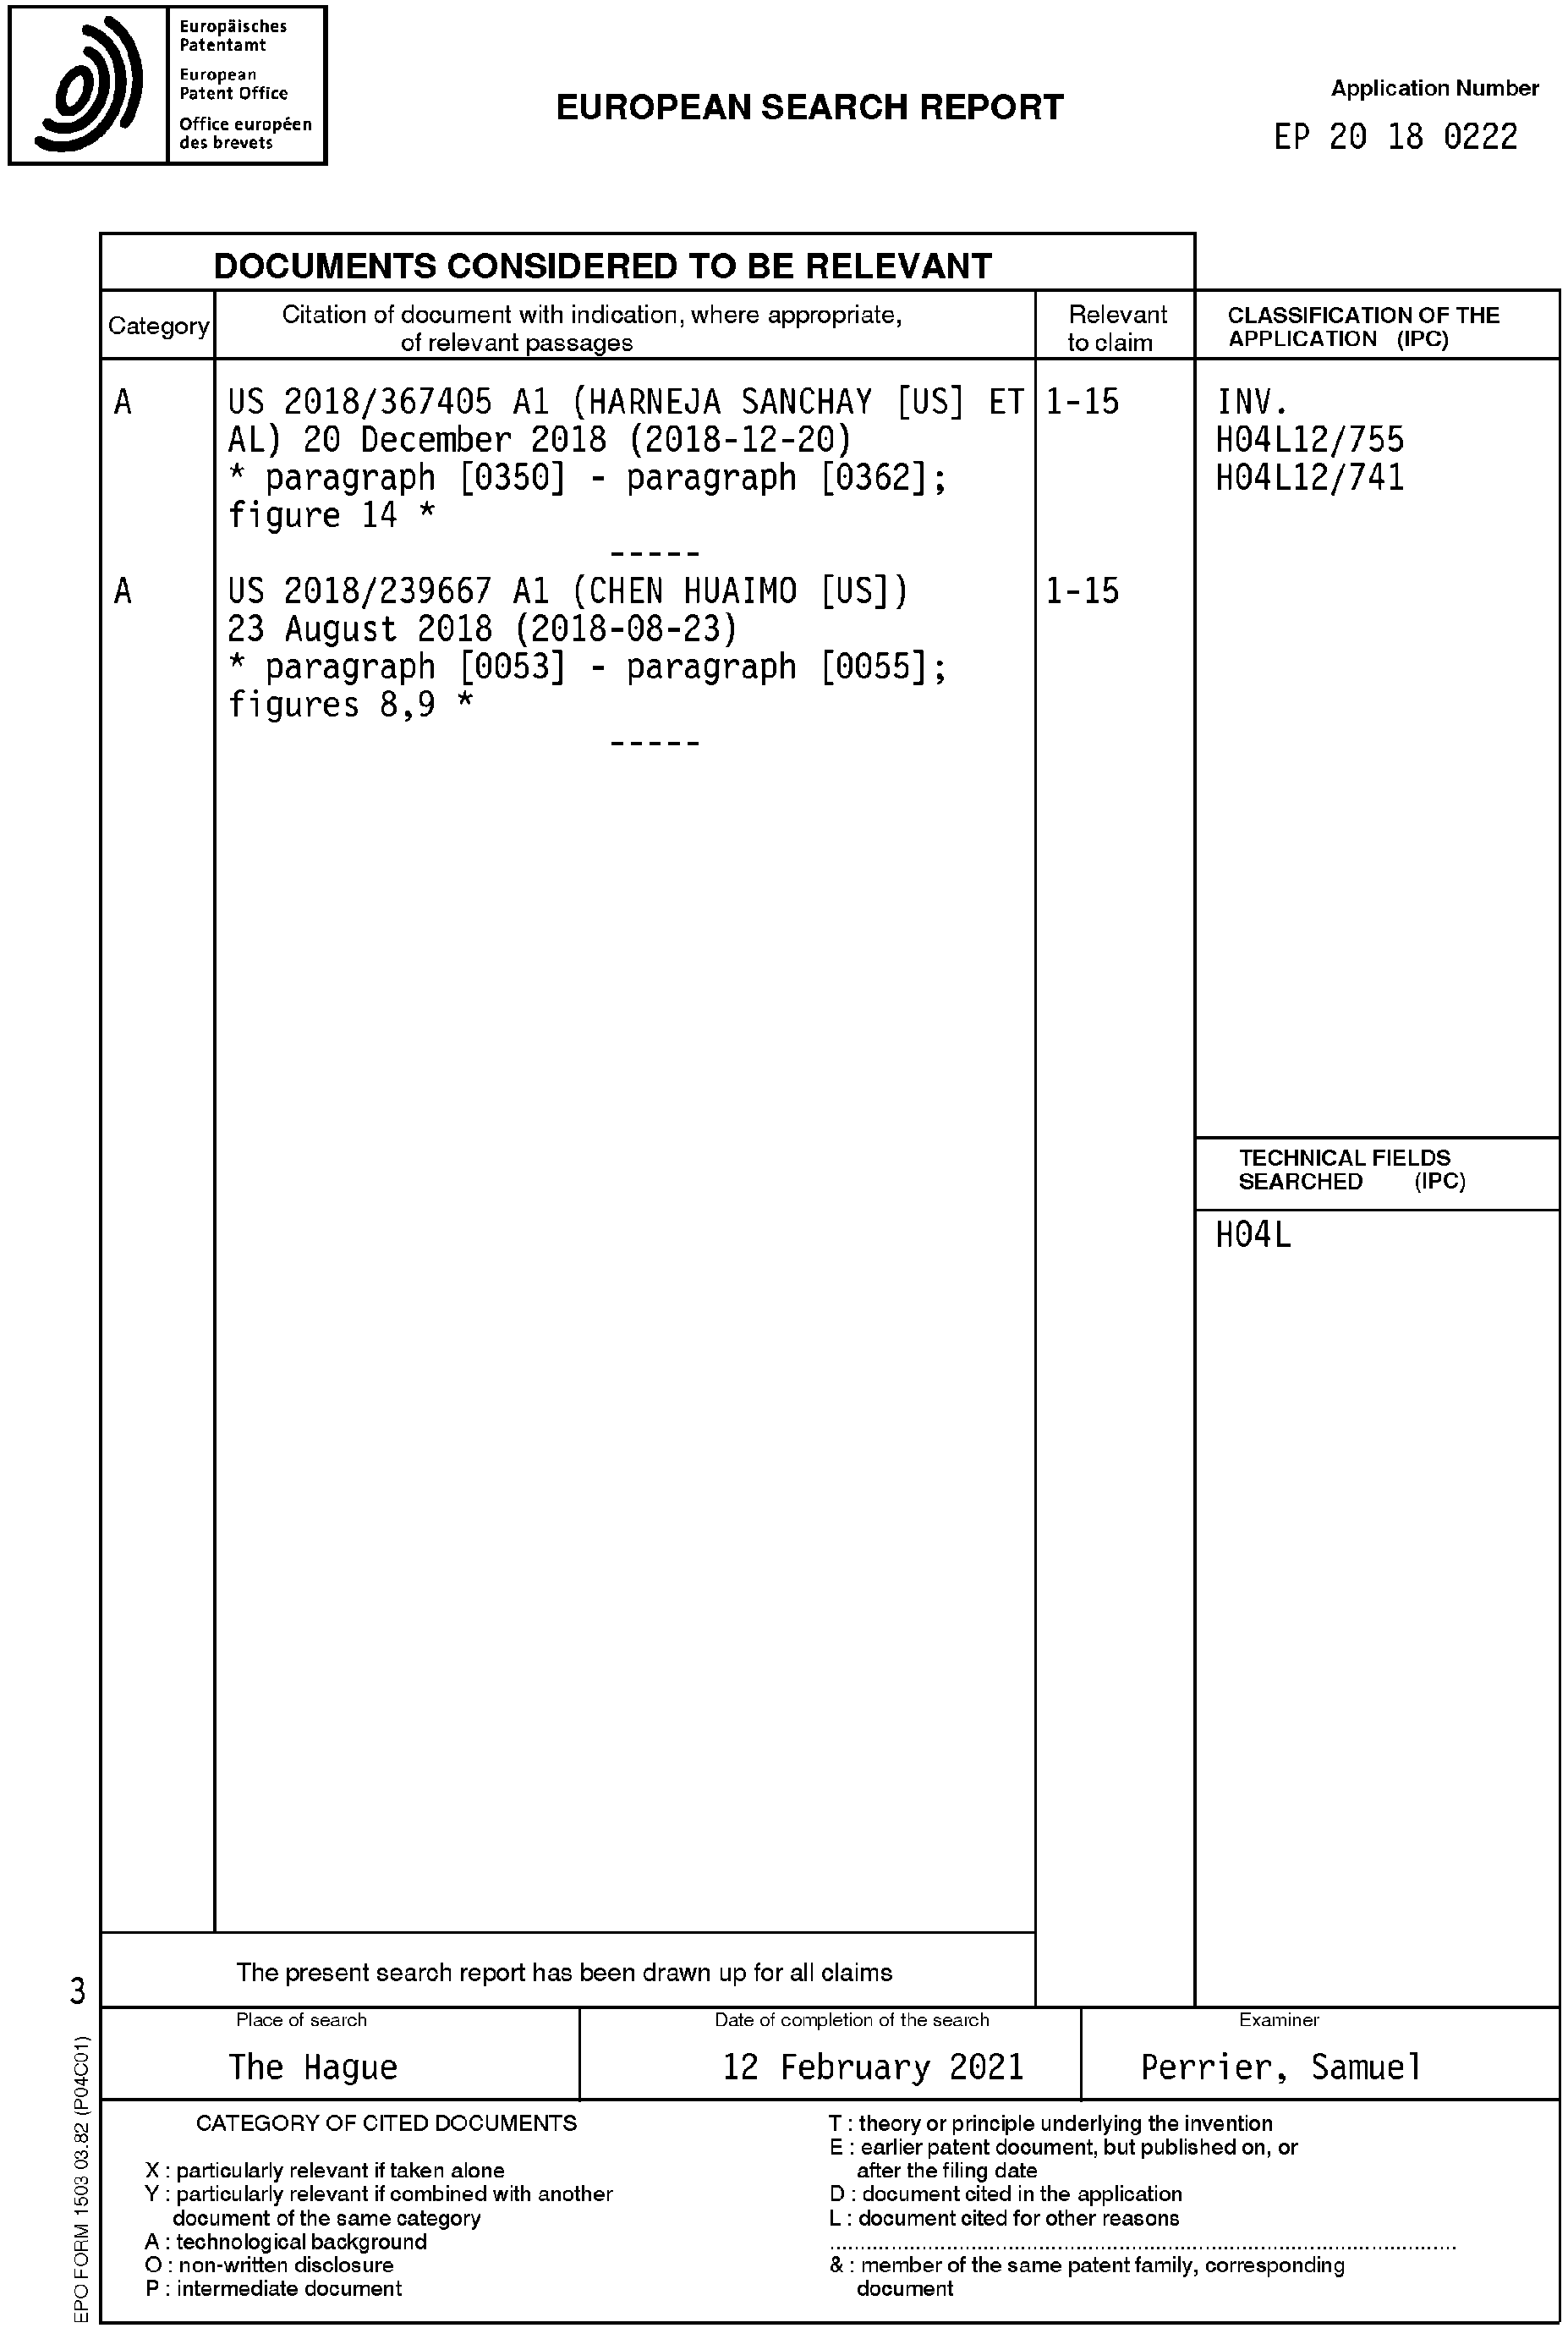 Europäisches
Patentamt
European
Patent Office
Office européen
des brevets
EUROPEAN SEARCH REPORT
Application Number
EP 20 18 0222
DOCUMENTS CONSIDERED TO BE RELEVANT
Category
Citation of document with indication, where appropriate,
of relevant passages
Relevant
to claim
CLASSIFICATION OF THE
APPLICATION (IPC)
A
US 2018/367405 A1 (HARNEJA SANCHAY [US] ET
AL) 20 December 2018 (2018-12-20)
* paragraph [0350] - paragraph [0362];
figure 14 *
-----
1-15
INV.
H04L12/755
H04L12/741
A
US 2018/239667 A1 (CHEN HUAIMO [US])
23 August 2018 (2018-08-23)
* paragraph [0053] - paragraph [0055];
figures 8,9 *
-----
1-15
TECHNICAL FIELDS
SEARCHED (IPC)
H04L
The present search report has been drawn up for all claims
3
Place of search
The Hague
Date of completion of the search
12 February 2021
Examiner
Perrier, Samuel
EPO FORM 1503 03.82 (P04C01)
CATEGORY OF CITED DOCUMENTS
X : particularly relevant if taken alone
Y : particularly relevant if combined with another
document of the same category
A : technological background
O : non-written disclosure
P : intermediate document
T : theory or principle underlying the invention
E : earlier patent document, but published on, or
after the filing date
D : document cited in the application
L : document cited for other reasons
& : member of the same patent family, corresponding
document